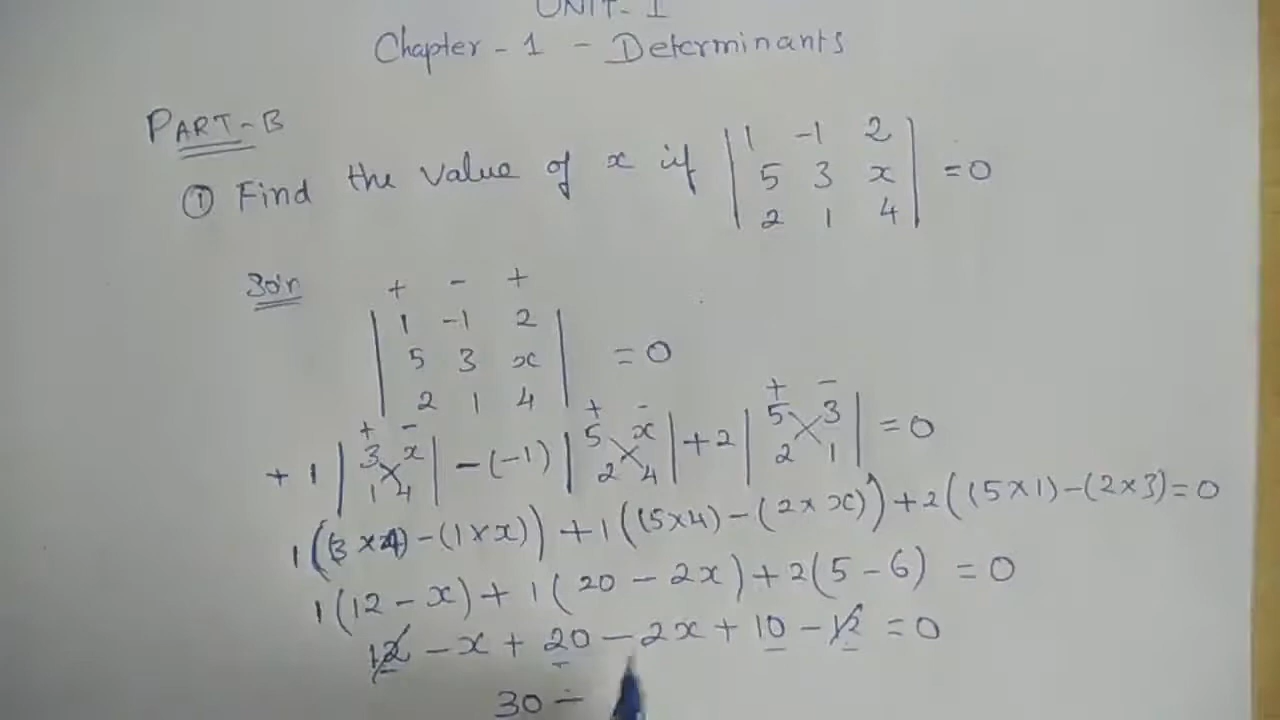 UNIT-I
Chapter-1 - Determinants
PART-B
① Find the value of x if | 1 -1 2 |
| 5 3 x | =0
| 2 1 4 |
Soln
+ - +
| 1 -1 2 |
| 5 3 x | =0
| 2 1 4 |
+ - + - + -
+1 | 3 x | -(-1) | 5 x | +2 | 5 3 | =0
| 1 4 | | 2 4 | | 2 1 |
1((3×4)-(1×x)) +1((5×4)-(2×x)) +2((5×1)-(2×3)=0
1(12-x)+1(20-2x)+2(5-6) =0
12 -x + 20 -2x + 10 -12 =0
30 -